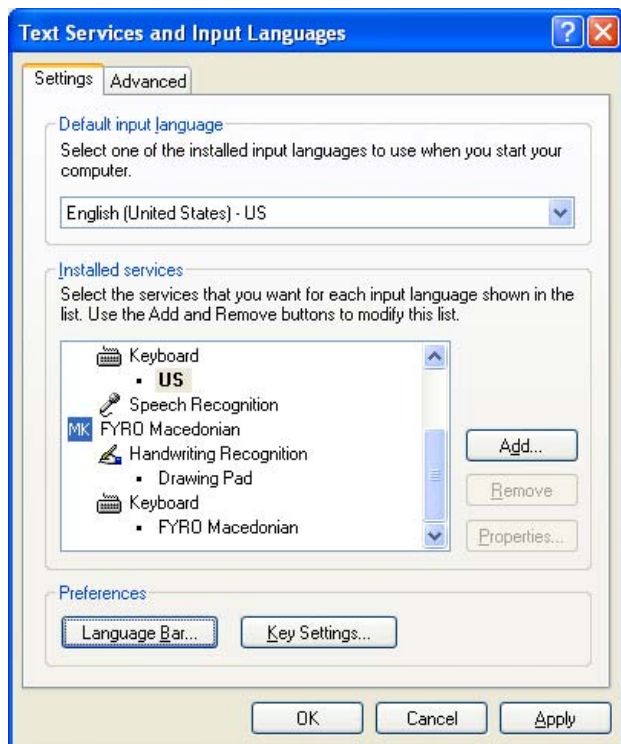 Text Services and Input Languages
Settings
Advanced
Default input language
Select one of the installed input languages to use when you start your
computer.
English (United States) - US
Installed services
Select the services that you want for each input language shown in the
list. Use the Add and Remove buttons to modify this list.
Keyboard
US
Speech Recognition
MK FYRO Macedonian
Handwriting Recognition
Drawing Pad
Keyboard
FYRO Macedonian
Add...
Remove
Properties...
Preferences
Language Bar...
Key Settings...
OK
Cancel
Apply